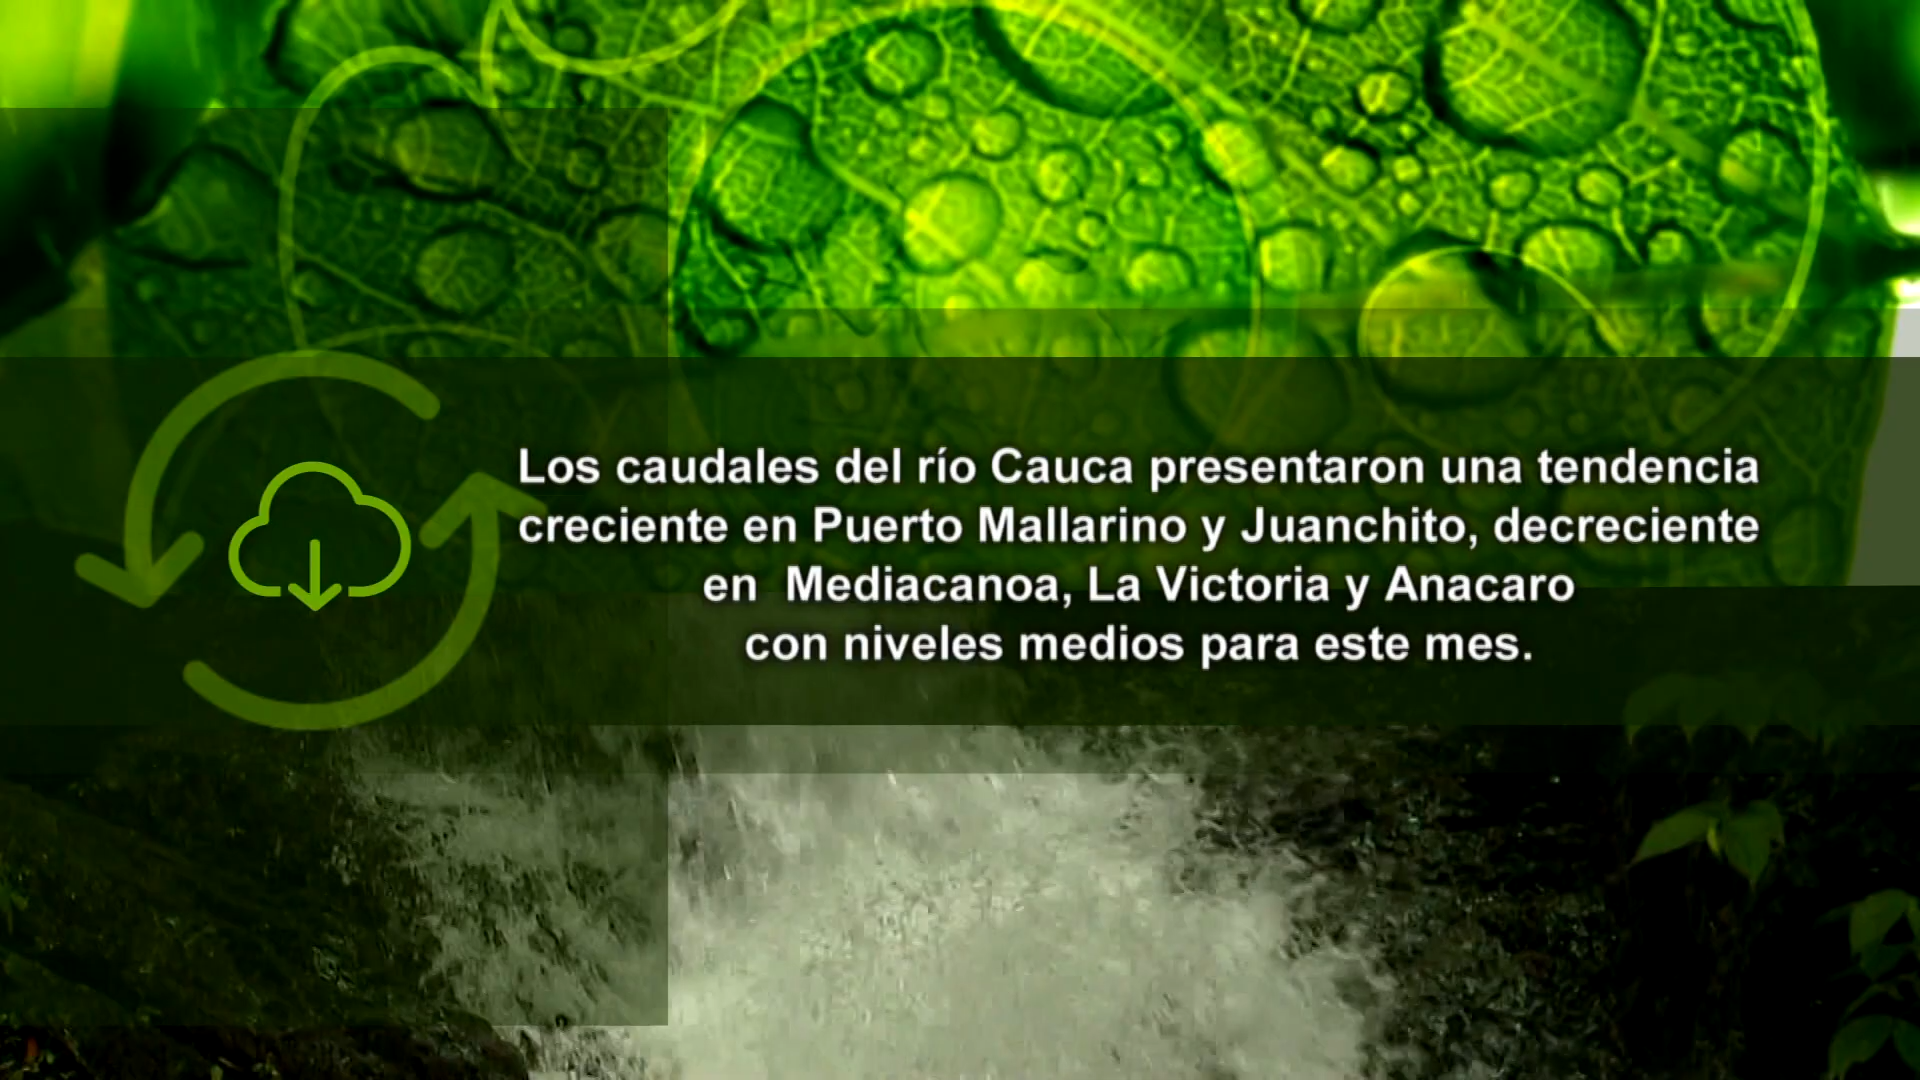 Los caudales del río Cauca presentaron una tendencia
creciente en Puerto Mallarino y Juanchito, decreciente
en  Mediacanoa, La Victoria y Anacaro
con niveles medios para este mes.